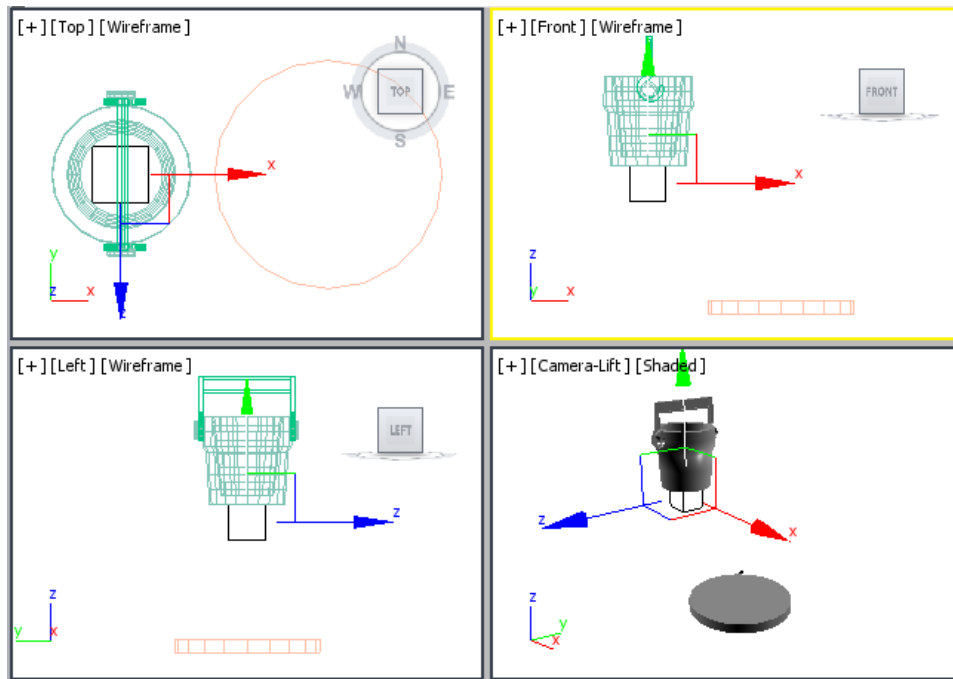 [+] [Top] [Wireframe]
N
W TOP E
S
x
y
z x
z
[+] [Front] [Wireframe]
FRONT
x
z
y x
[+] [Left] [Wireframe]
LEFT
z
z
y x
[+] [Camera-Lift] [Shaded]
z
x
z
y
x